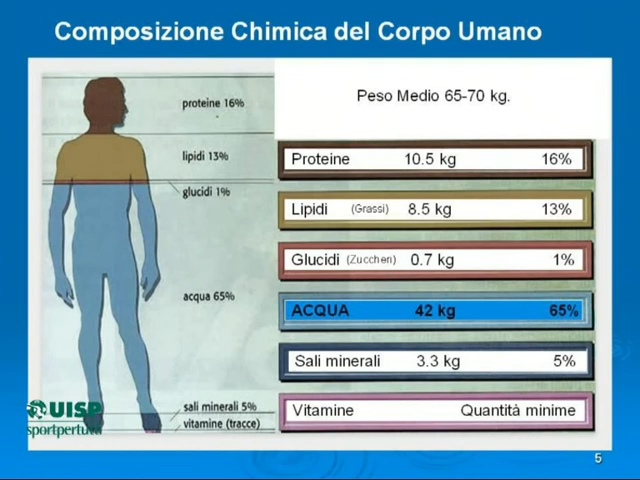 Composizione Chimica del Corpo Umano
Peso Medio 65-70 kg.
proteine 16%
lipidi 13%
glucidi 1%
acqua 65%
sali minerali 5%
vitamine (tracce)
Proteine 10.5 kg 16%
Lipidi (Grassi) 8.5 kg 13%
Glucidi (Zuccheri) 0.7 kg 1%
ACQUA 42 kg 65%
Sali minerali 3.3 kg 5%
Vitamine Quantità minime
UISP
sportpertutti
5